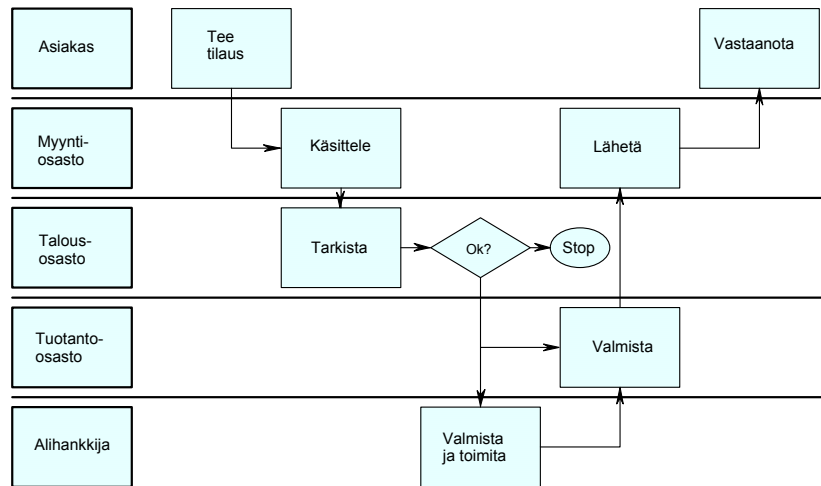 Asiakas
Tee
tilaus
Vastaanota
Myynti-
osasto
Käsittele
Lähetä
Talous-
osasto
Tarkista
Ok?
Stop
Tuotanto-
osasto
Valmista
Alihankkija
Valmista
ja toimita